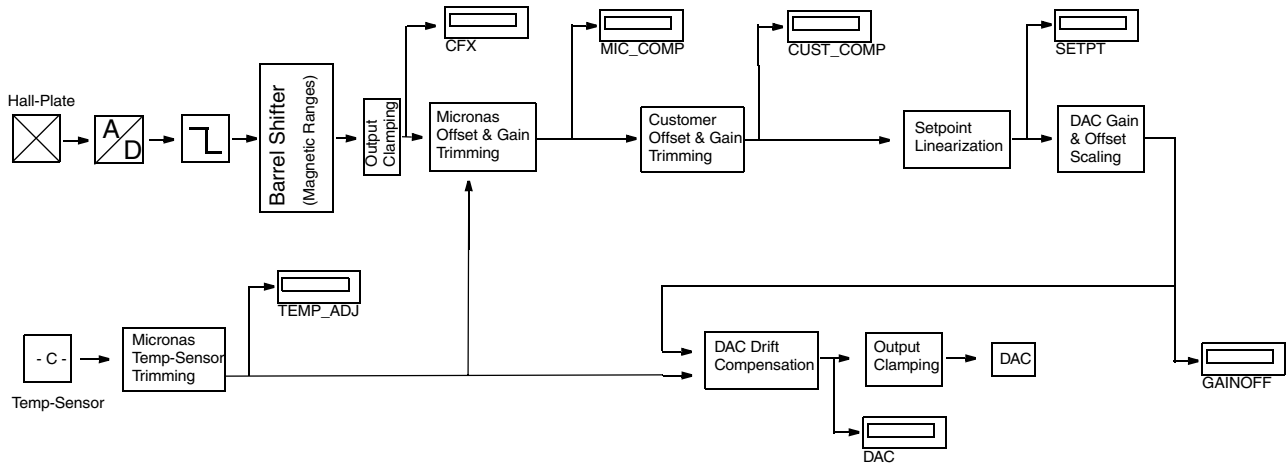 CFX
MIC_COMP
CUST_COMP
SETPT
Hall-Plate
A
D
Barrel Shifter
(Magnetic Ranges)
Output
Clamping
Micronas
Offset & Gain
Trimming
Customer
Offset & Gain
Trimming
Setpoint
Linearization
DAC Gain
& Offset
Scaling
TEMP_ADJ
- C -
Temp-Sensor
Micronas
Temp-Sensor
Trimming
DAC Drift
Compensation
Output
Clamping
DAC
GAINOFF
DAC